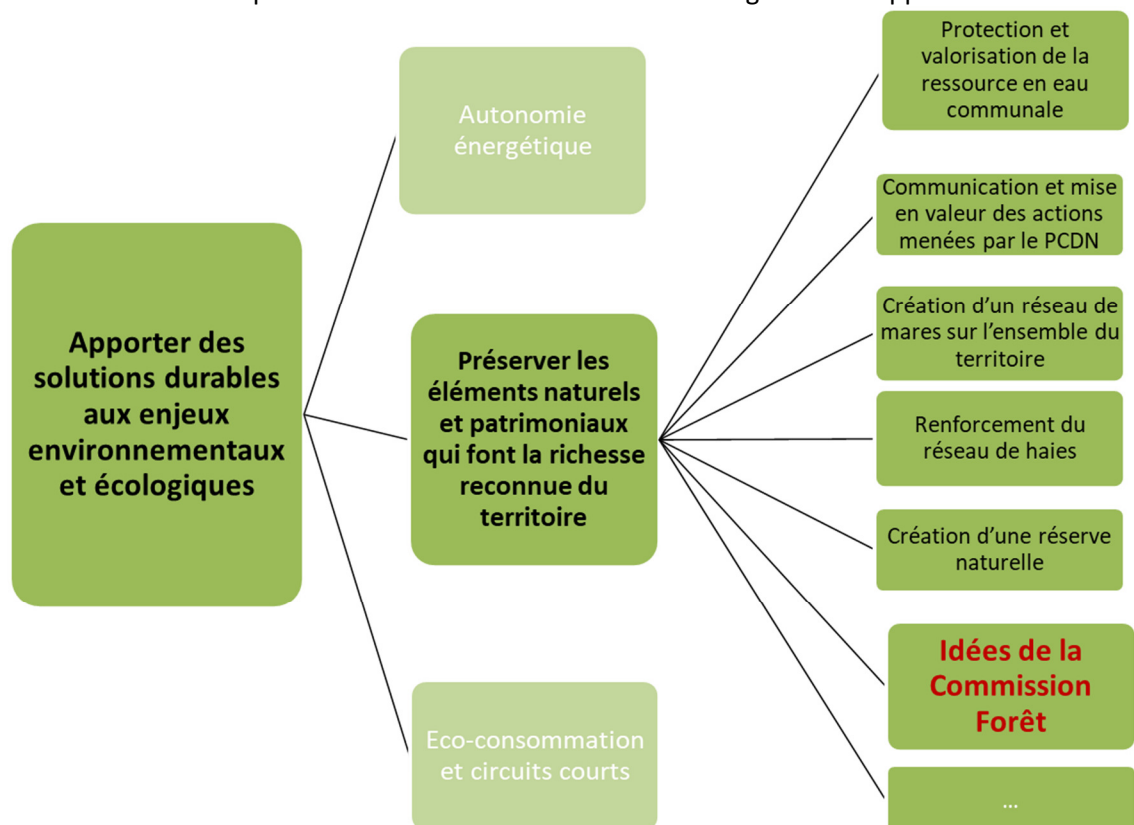 Apporter des
solutions durables
aux enjeux
environnementaux
et écologiques
Autonomie
énergétique
Préserver les
éléments naturels
et patrimoniaux
qui font la richesse
reconnue du
territoire
Eco-consommation
et circuits courts
Protection et
valorisation de la
ressource en eau
communale
Communication et mise
en valeur des actions
menées par le PCDN
Création d'un réseau de
mares sur l'ensemble du
territoire
Renforcement du
réseau de haies
Création d'une réserve
naturelle
Idées de la
Commission
Forêt
...